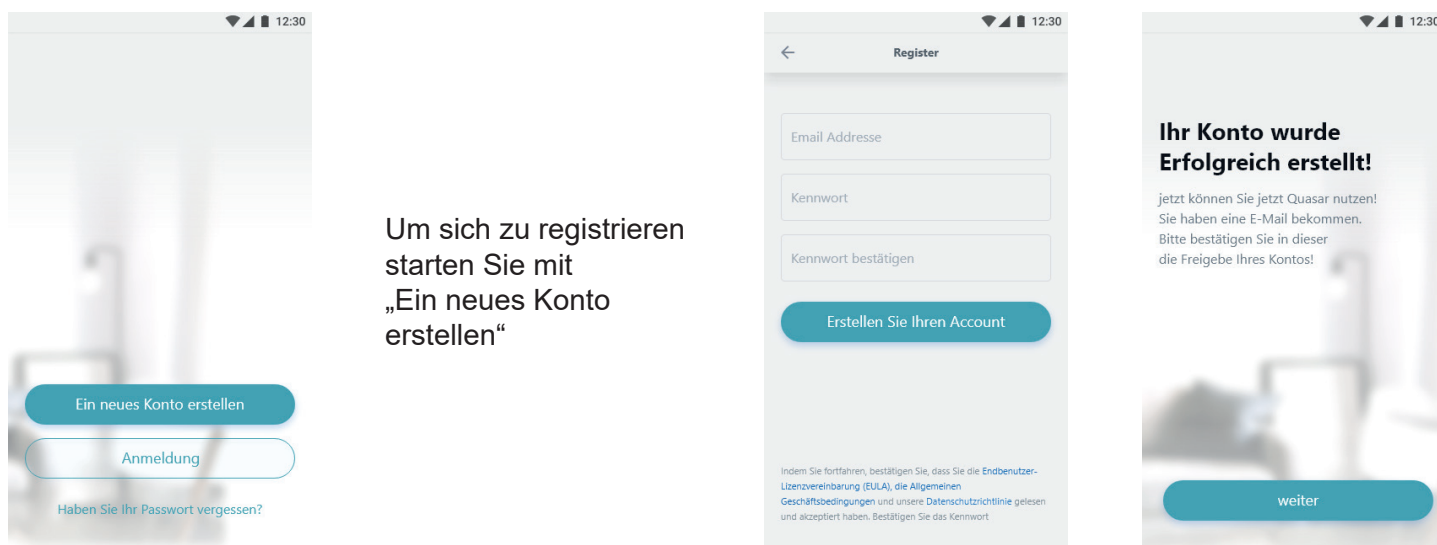 12:30
Ein neues Konto erstellen
Anmeldung
Haben Sie Ihr Passwort vergessen?
Um sich zu registrieren
starten Sie mit
„Ein neues Konto
erstellen“
12:30
Register
Email Addresse
Kennwort
Kennwort bestätigen
Erstellen Sie Ihren Account
Indem Sie fortfahren, bestätigen Sie, dass Sie die Endbenutzer-
Lizenzvereinbarung (EULA), die Allgemeinen
Geschäftsbedingungen und unsere Datenschutzrichtlinie gelesen
und akzeptiert haben. Bestätigen Sie das Kennwort
12:30
Ihr Konto wurde
Erfolgreich erstellt!
jetzt können Sie jetzt Quasar nutzen!
Sie haben eine E-Mail bekommen.
Bitte bestätigen Sie in dieser
die Freigebe Ihres Kontos!
weiter